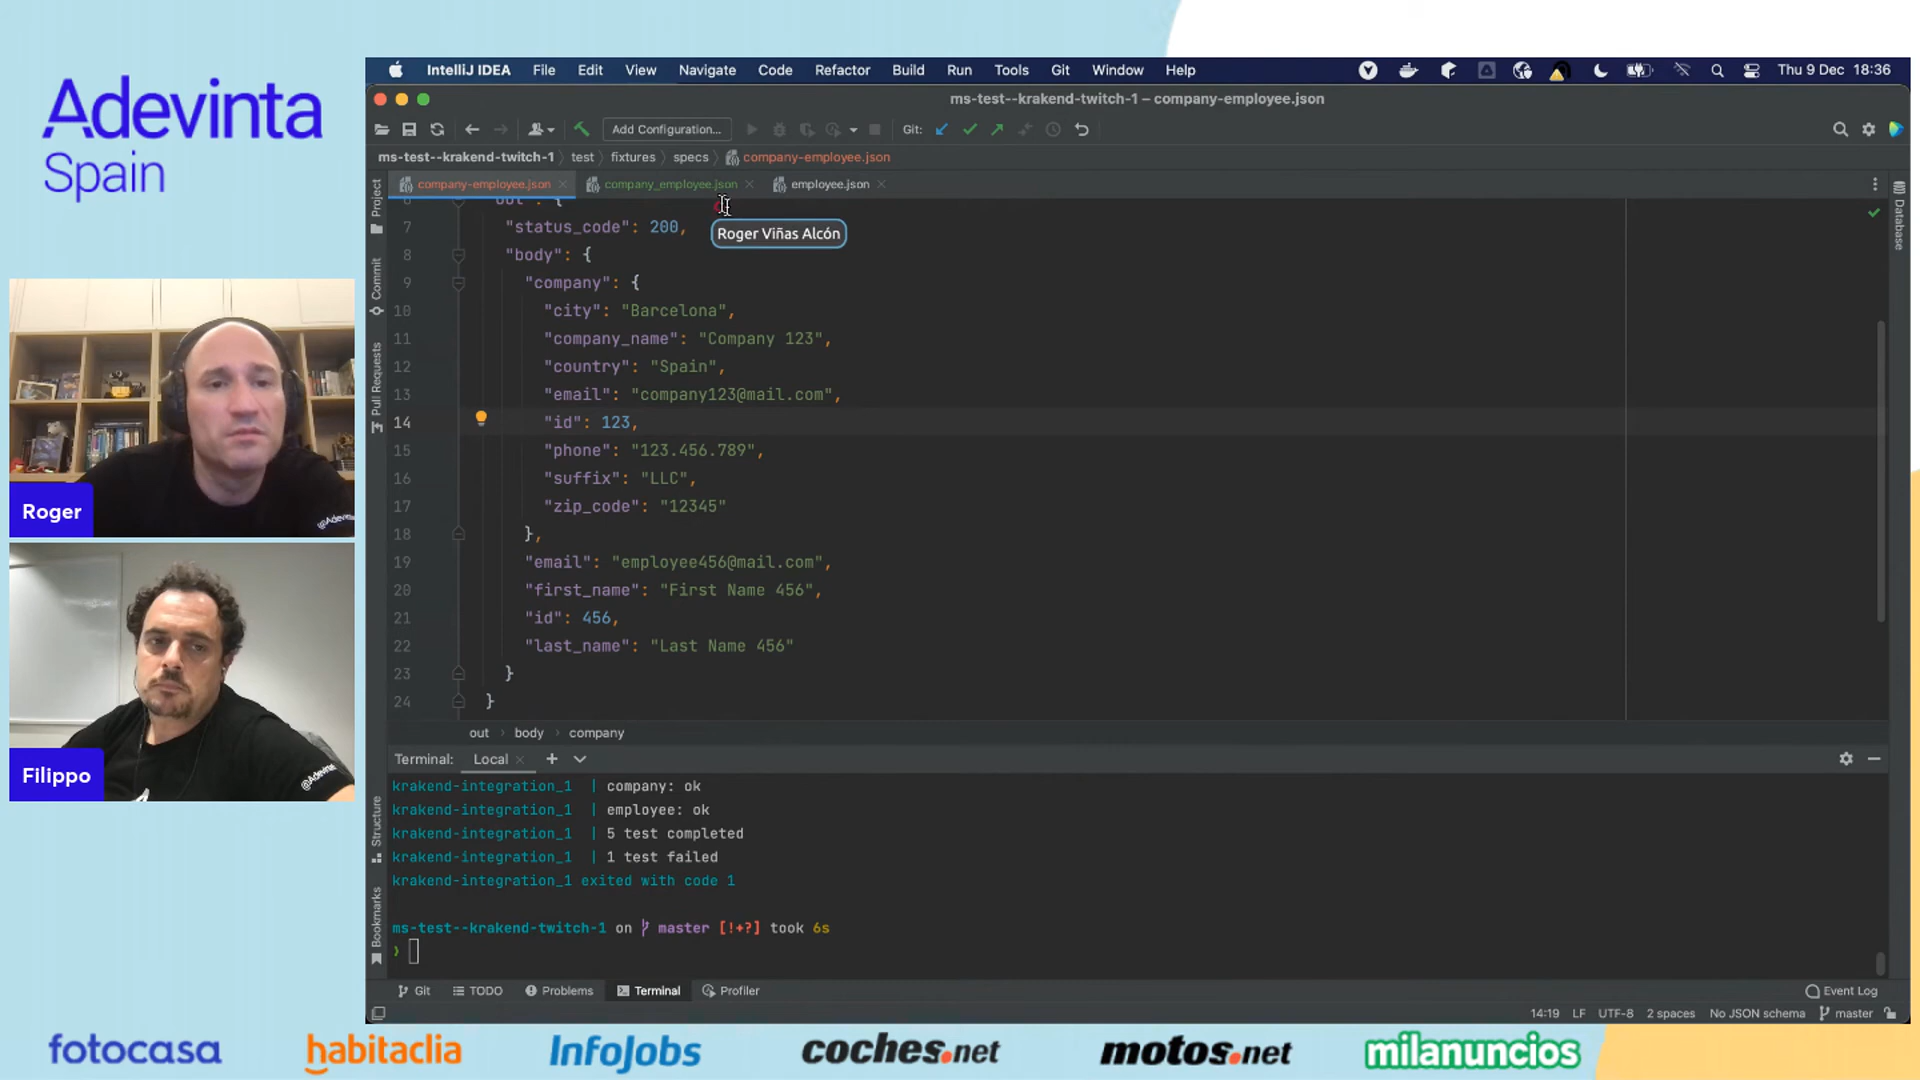 Adevinta
Spain
IntelliJ IDEA File Edit View Navigate Code Refactor Build Run Tools Git Window Help
Thu 9 Dec 18:36
ms-test--krakend-twitch-1 – company-employee.json
Add Configuration...
Git:
ms-test--krakend-twitch-1 test fixtures specs company-employee.json
company-employee.json company_employee.json employee.json
Project
Commit
Pull Requests
Structure
Bookmarks
Database
7 "status_code": 200,
Roger Viñas Alcón
8 "body": {
9 "company": {
10 "city": "Barcelona",
11 "company_name": "Company 123",
12 "country": "Spain",
13 "email": "company123@mail.com",
14 "id": 123,
15 "phone": "123.456.789",
16 "suffix": "LLC",
17 "zip_code": "12345"
18 },
19 "email": "employee456@mail.com",
20 "first_name": "First Name 456",
21 "id": 456,
22 "last_name": "Last Name 456"
23 }
24 }
out › body › company
Terminal: Local
krakend-integration_1 | company: ok
krakend-integration_1 | employee: ok
krakend-integration_1 | 5 test completed
krakend-integration_1 | 1 test failed
krakend-integration_1 exited with code 1
ms-test--krakend-twitch-1 on master [!+?] took 6s
Git TODO Problems Terminal Profiler
Event Log
14:19 LF UTF-8 2 spaces No JSON schema master
Roger
Filippo
fotocasa
habitaclia
InfoJobs
coches.net
motos.net
milanuncios